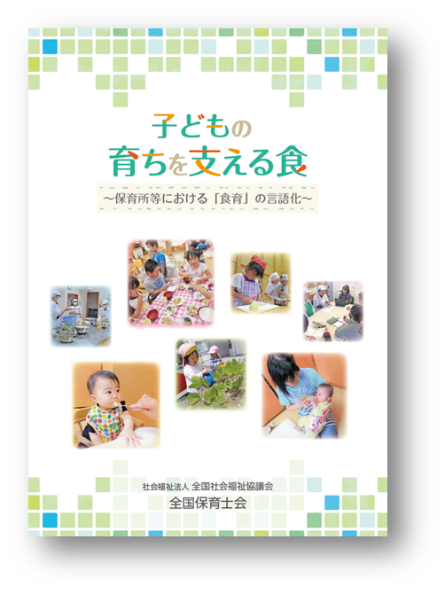 子どもの
育ちを支える食
～保育所等における「食育」の言語化～
社会福祉法人 全国社会福祉協議会
全国保育士会